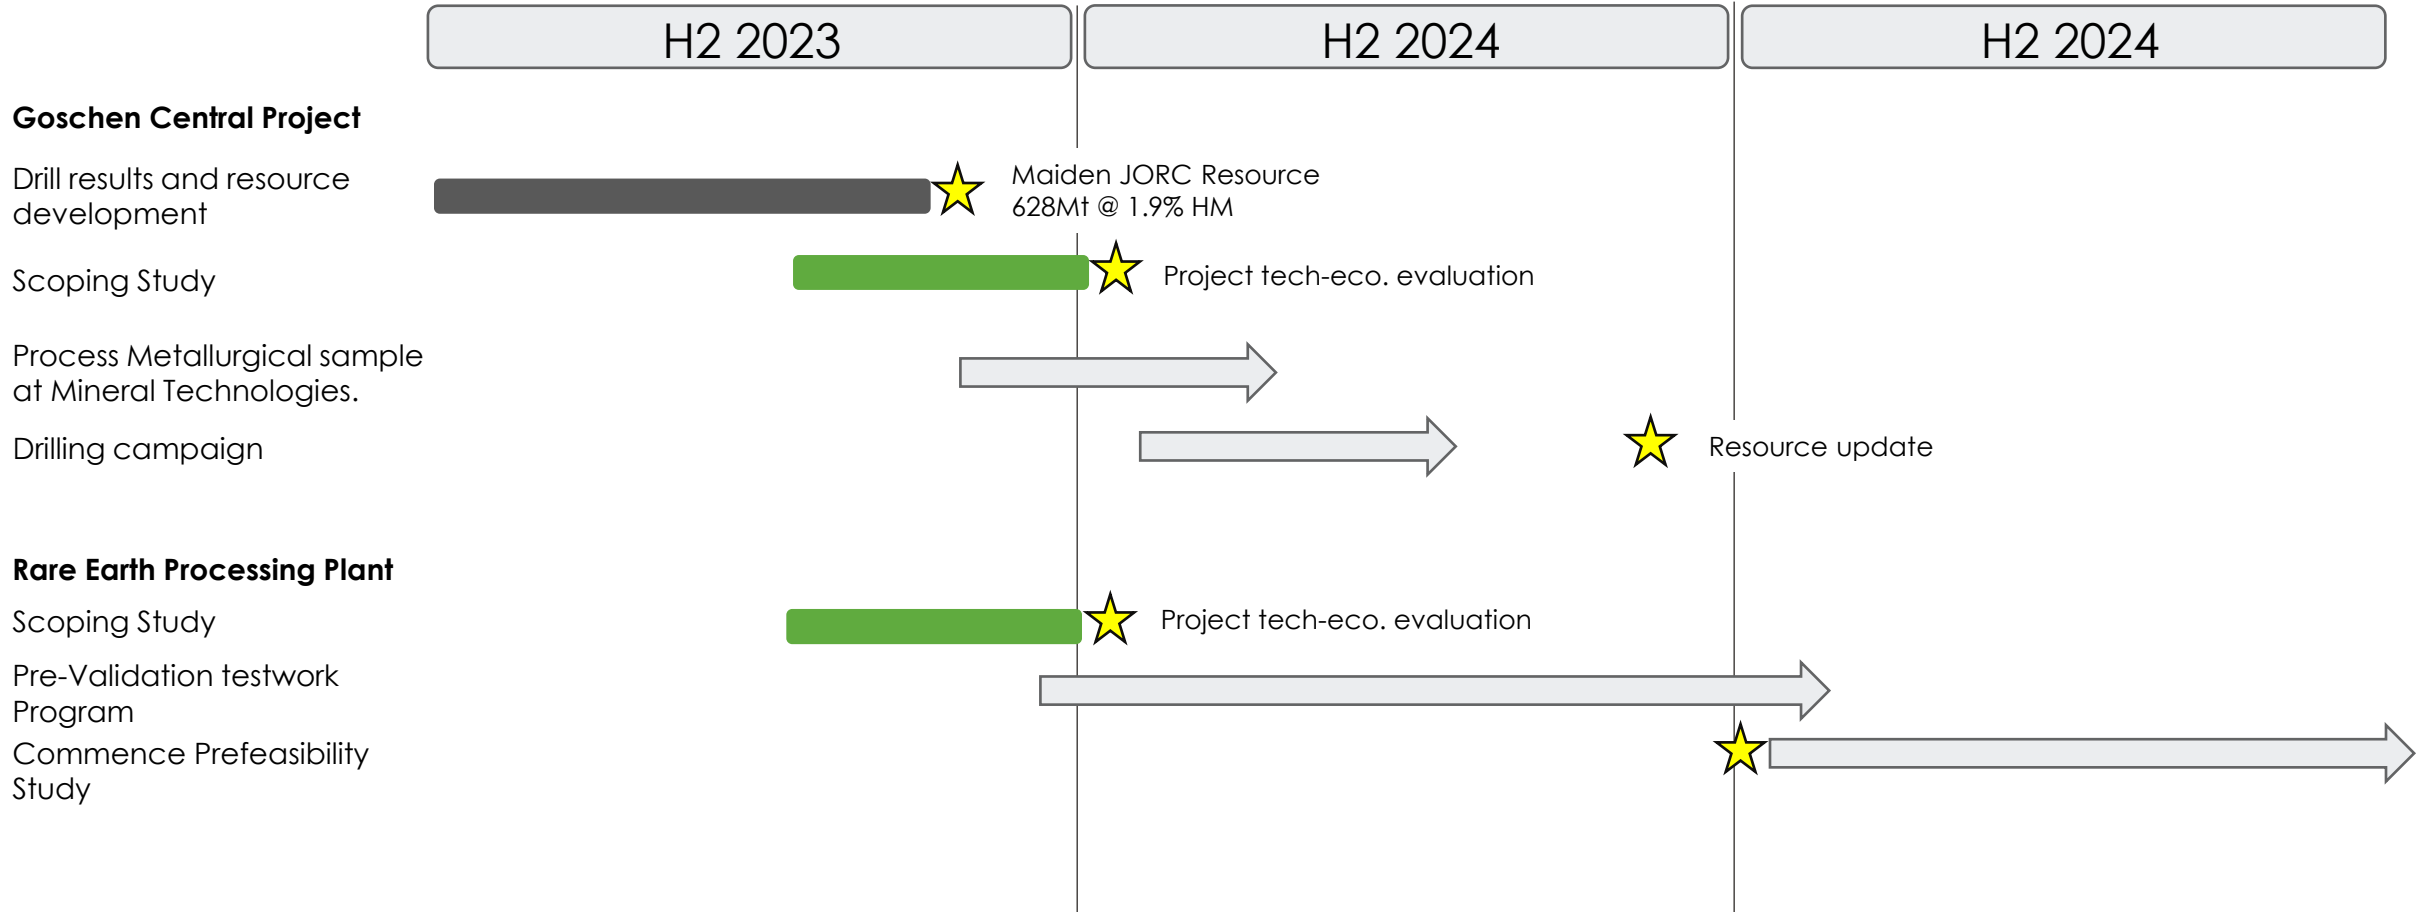 H2 2023
H2 2024
H2 2024
Goschen Central Project
Drill results and resource
development
Maiden JORC Resource
628Mt @ 1.9% HM
Scoping Study
Project tech-eco. evaluation
Process Metallurgical sample
at Mineral Technologies.
Drilling campaign
Resource update
Rare Earth Processing Plant
Scoping Study
Project tech-eco. evaluation
Pre-Validation testwork
Program
Commence Prefeasibility
Study